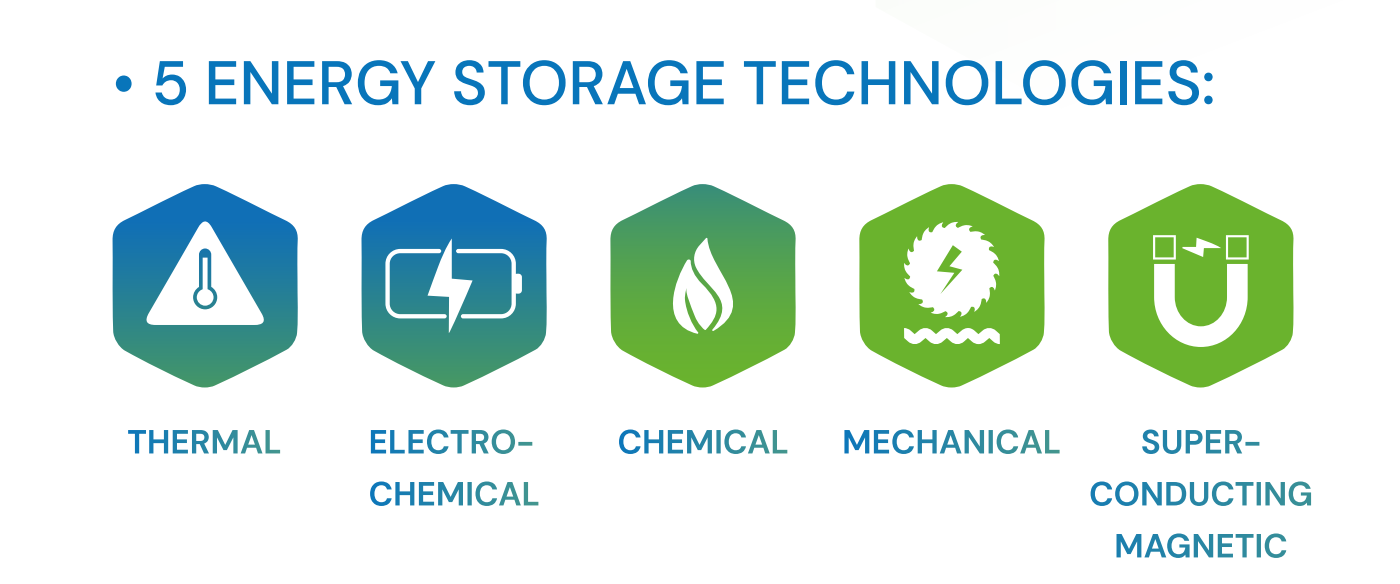 • 5 ENERGY STORAGE TECHNOLOGIES:
THERMAL
ELECTRO-
CHEMICAL
CHEMICAL
MECHANICAL
SUPER-
CONDUCTING
MAGNETIC